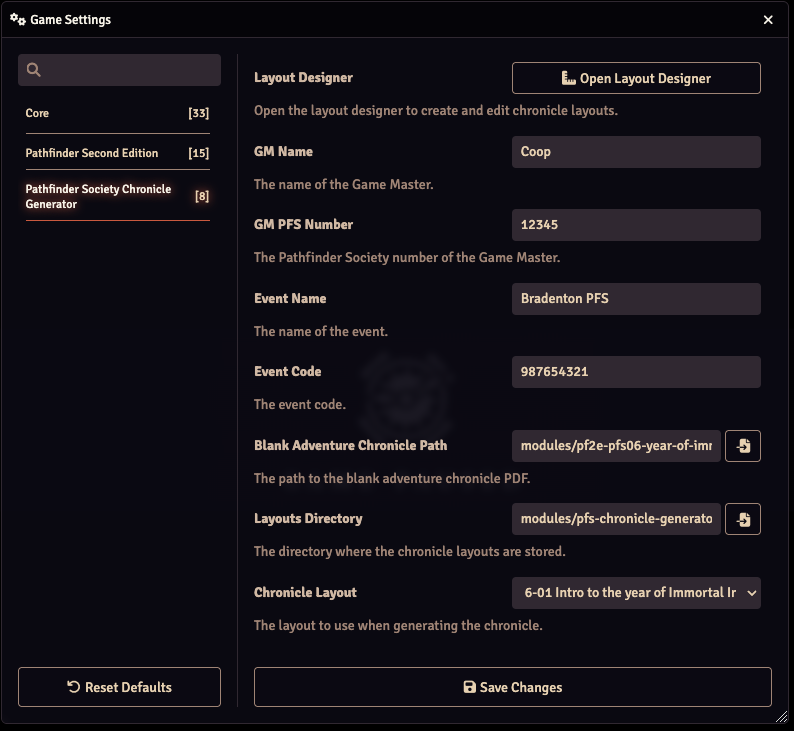 Game Settings
Core [33]
Pathfinder Second Edition [15]
Pathfinder Society Chronicle [8]
Generator
Layout Designer
Open Layout Designer
Open the layout designer to create and edit chronicle layouts.
GM Name
Coop
The name of the Game Master.
GM PFS Number
12345
The Pathfinder Society number of the Game Master.
Event Name
Bradenton PFS
The name of the event.
Event Code
987654321
The event code.
Blank Adventure Chronicle Path
modules/pf2e-pfs06-year-of-imm
The path to the blank adventure chronicle PDF.
Layouts Directory
modules/pfs-chronicle-generato
The directory where the chronicle layouts are stored.
Chronicle Layout
6-01 Intro to the year of Immortal Ir
The layout to use when generating the chronicle.
Reset Defaults
Save Changes